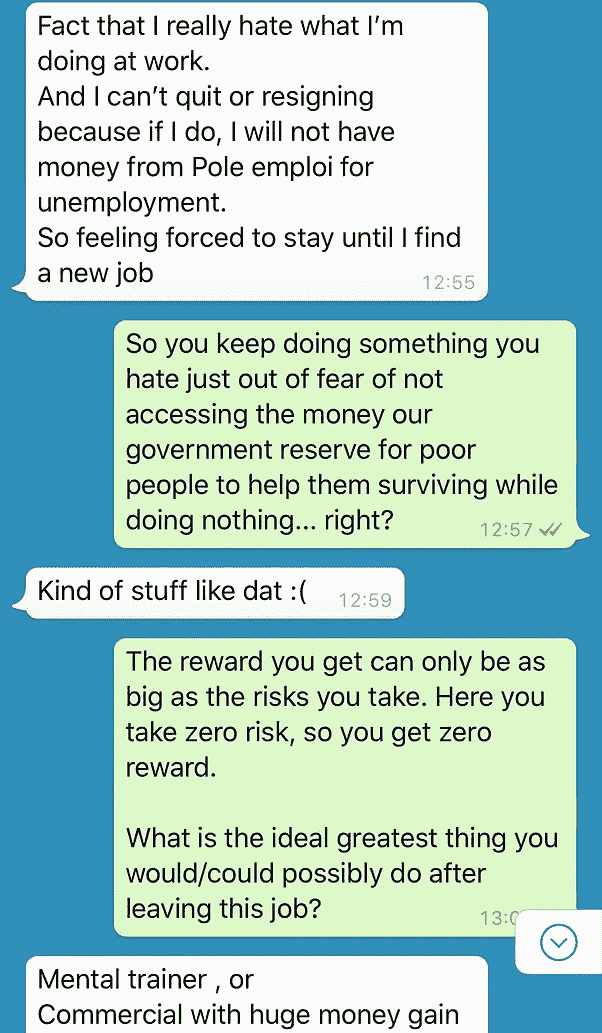 Fact that I really hate what I’m
doing at work.
And I can’t quit or resigning
because if I do, I will not have
money from Pole emploi for
unemployment.
So feeling forced to stay until I find
a new job
12:55
So you keep doing something you
hate just out of fear of not
accessing the money our
government reserve for poor
people to help them surviving while
doing nothing... right?
12:57
Kind of stuff like dat :(
12:59
The reward you get can only be as
big as the risks you take. Here you
take zero risk, so you get zero
reward.
What is the ideal greatest thing you
would/could possibly do after
leaving this job?
Mental trainer , or
Commercial with huge money gain